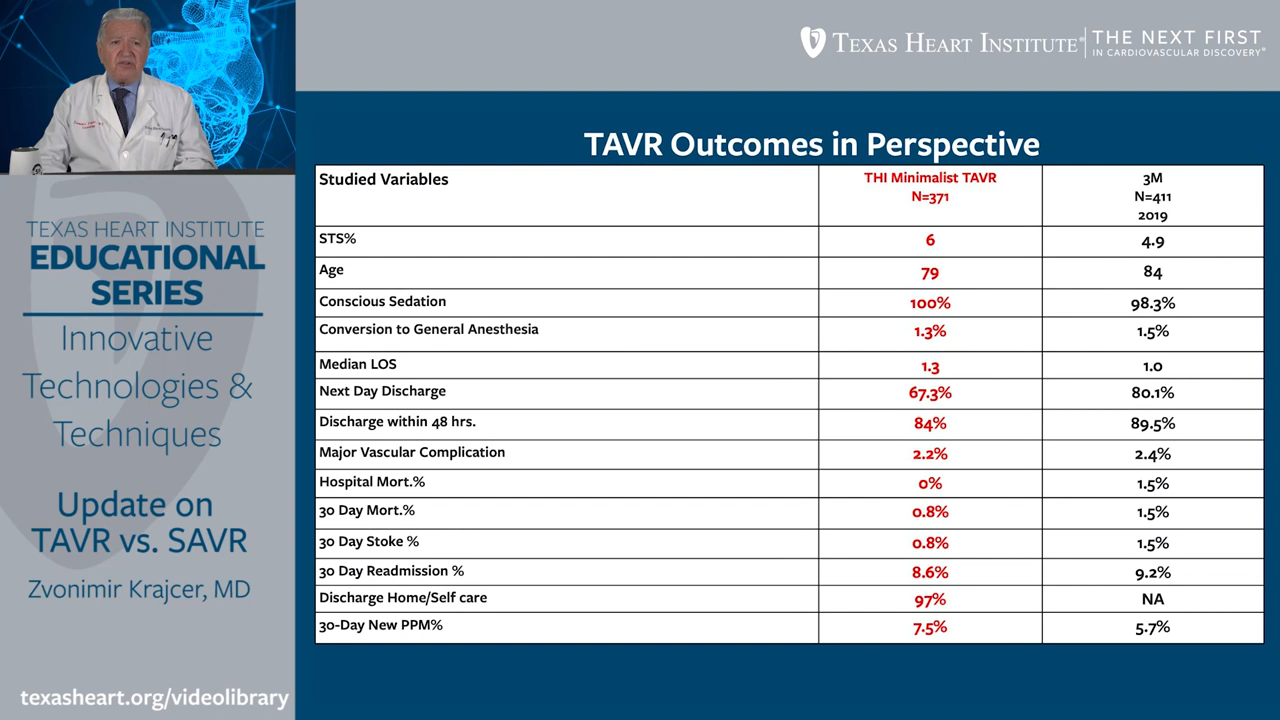 TEXAS HEART INSTITUTE® THE NEXT FIRST
IN CARDIOVASCULAR DISCOVERY®
TEXAS HEART INSTITUTE
EDUCATIONAL
SERIES
Innovative
Technologies &
Techniques
Update on
TAVR vs. SAVR
Zvonimir Krajcer, MD
texasheart.org/videolibrary
TAVR Outcomes in Perspective
Studied Variables THI Minimalist TAVR N=371 3M N=411 2019
STS% 6 4.9
Age 79 84
Conscious Sedation 100% 98.3%
Conversion to General Anesthesia 1.3% 1.5%
Median LOS 1.3 1.0
Next Day Discharge 67.3% 80.1%
Discharge within 48 hrs. 84% 89.5%
Major Vascular Complication 2.2% 2.4%
Hospital Mort.% 0% 1.5%
30 Day Mort.% 0.8% 1.5%
30 Day Stoke % 0.8% 1.5%
30 Day Readmission % 8.6% 9.2%
Discharge Home/Self care 97% NA
30-Day New PPM% 7.5% 5.7%